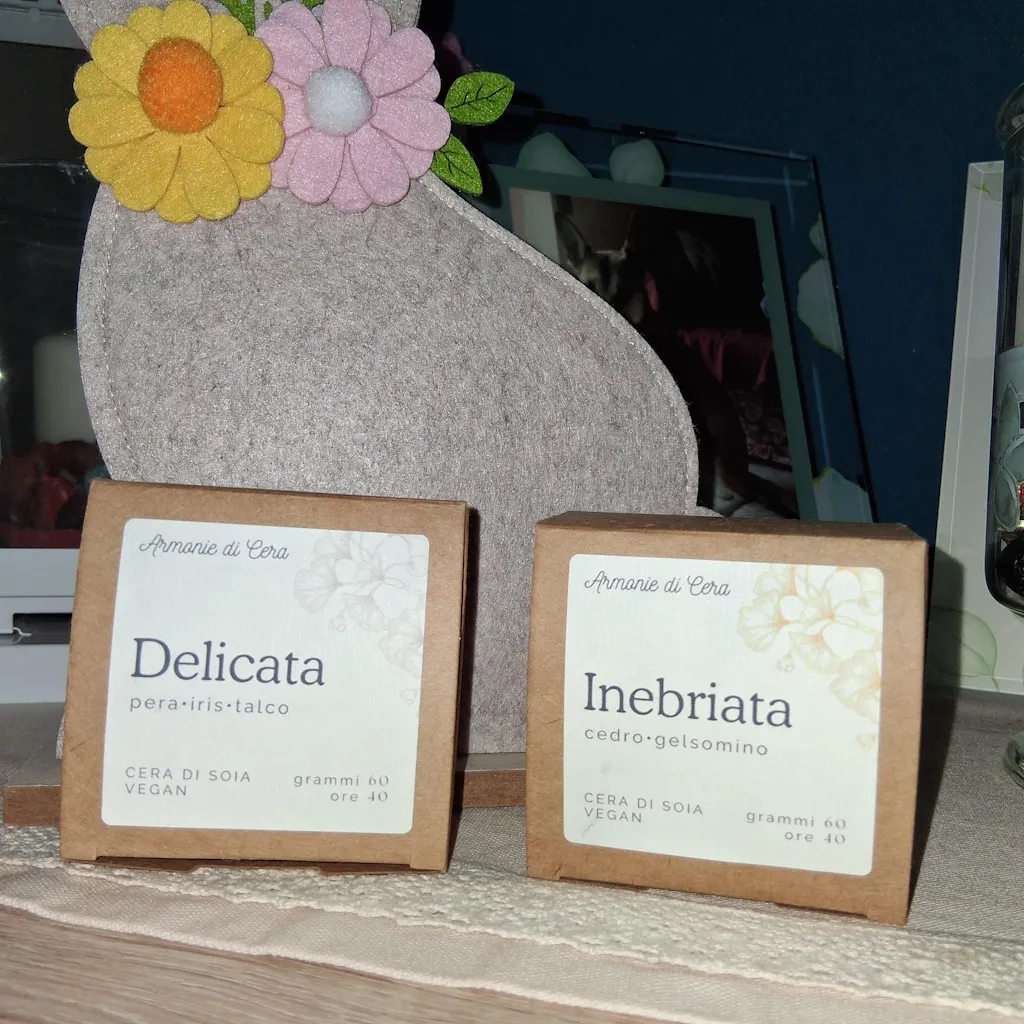 Armonie di Cera
Delicata
pera•iris•talco
CERA DI SOIA
VEGAN
grammi 60
ore 40
Armonie di Cera
Inebriata
cedro•gelsomino
CERA DI SOIA
VEGAN
grammi 60
ore 40